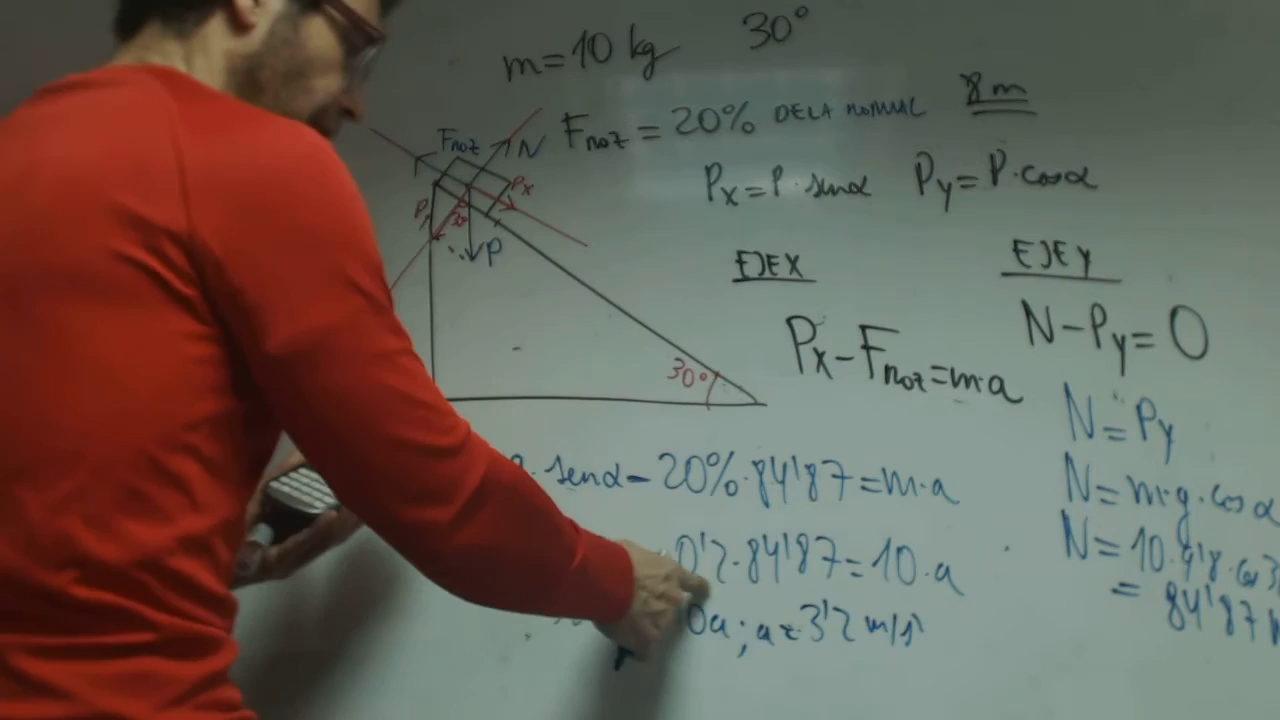 m=10 kg 30°
8m
Froz = 20% DE LA NORMAL
Px=P·senα Py=P·cosα
Froz
N
Px
P
30°
EJE X
EJE Y
Px-Froz=m·a
N-Py=0
N=Py
N=m·g·cosα
N=10·9'8·cos 3
= 84'87 N
·senα-20%·84'87=m·a
0'2·84'87=10·a
0a; a=3'2 m/s²